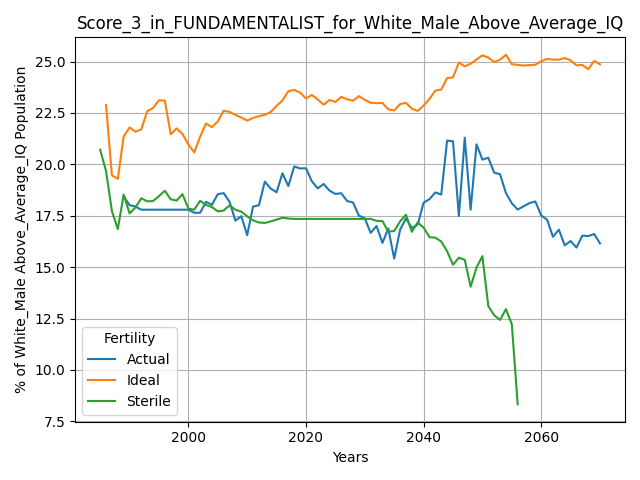 Score_3_in_FUNDAMENTALIST_for_White_Male_Above_Average_IQ
% of White_Male Above_Average_IQ Population
25.0
22.5
20.0
17.5
15.0
12.5
10.0
7.5
Fertility
Actual
Ideal
Sterile
2000
2020
2040
2060
Years